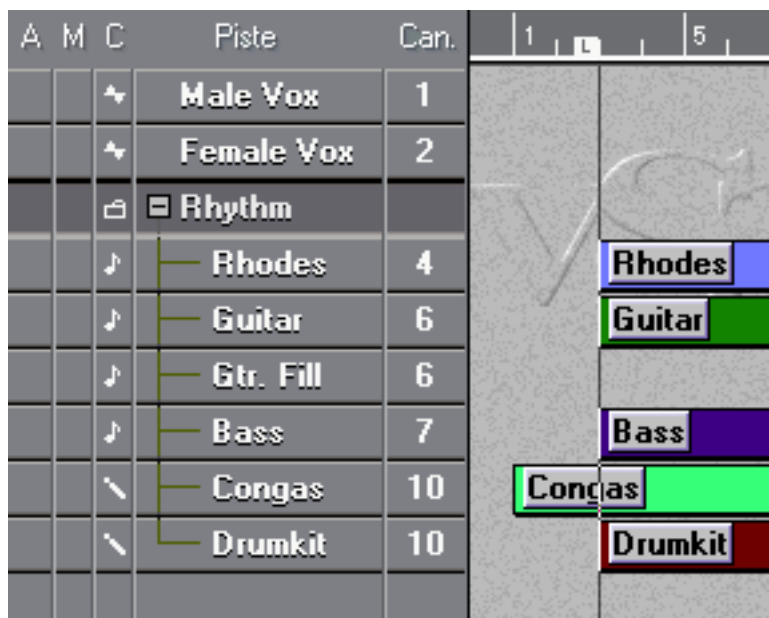 A M C Piste Can. 1 L 5
Male Vox 1
Female Vox 2
Rhythm
Rhodes 4 Rhodes
Guitar 6 Guitar
Gtr. Fill 6
Bass 7 Bass
Congas 10 Congas
Drumkit 10 Drumkit